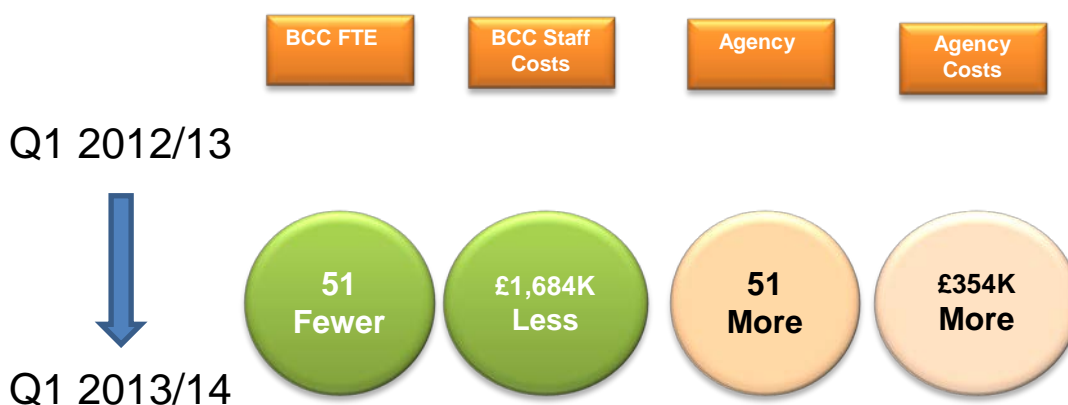 BCC FTE
BCC Staff
Costs
Agency
Agency
Costs
Q1 2012/13
51
Fewer
£1,684K
Less
51
More
£354K
More
Q1 2013/14